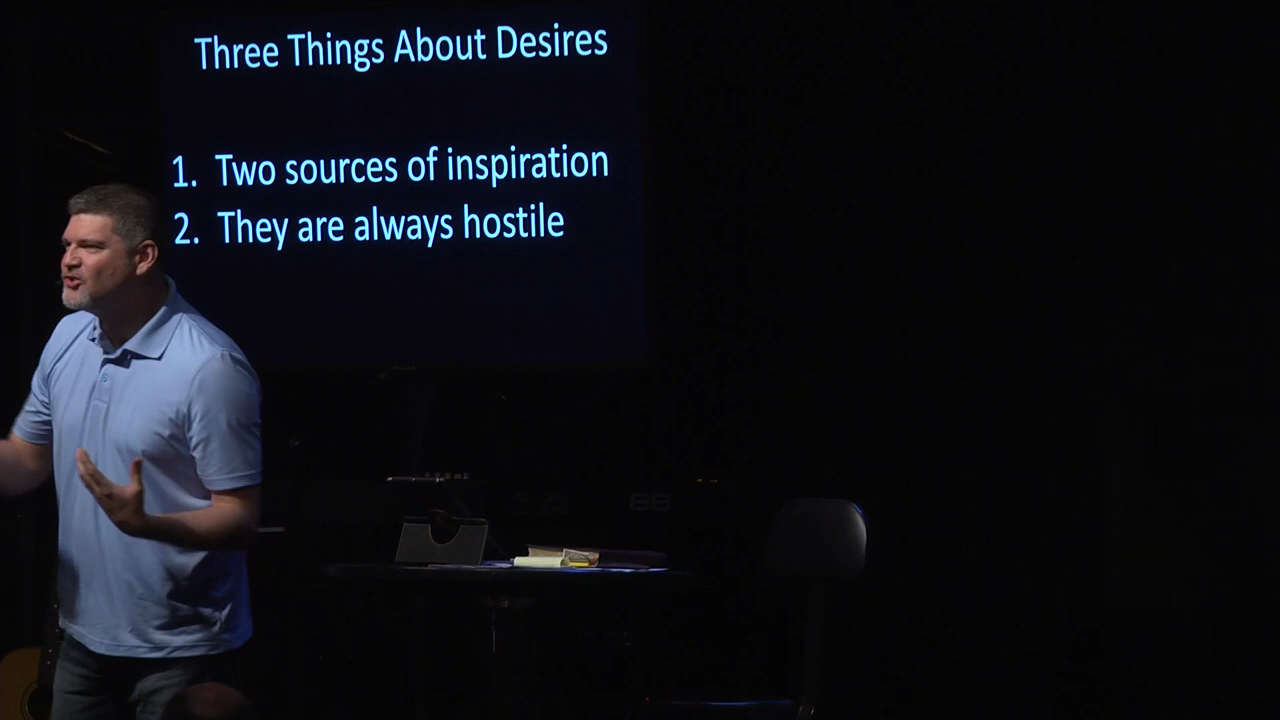 Three Things About Desires
1. Two sources of inspiration
2. They are always hostile